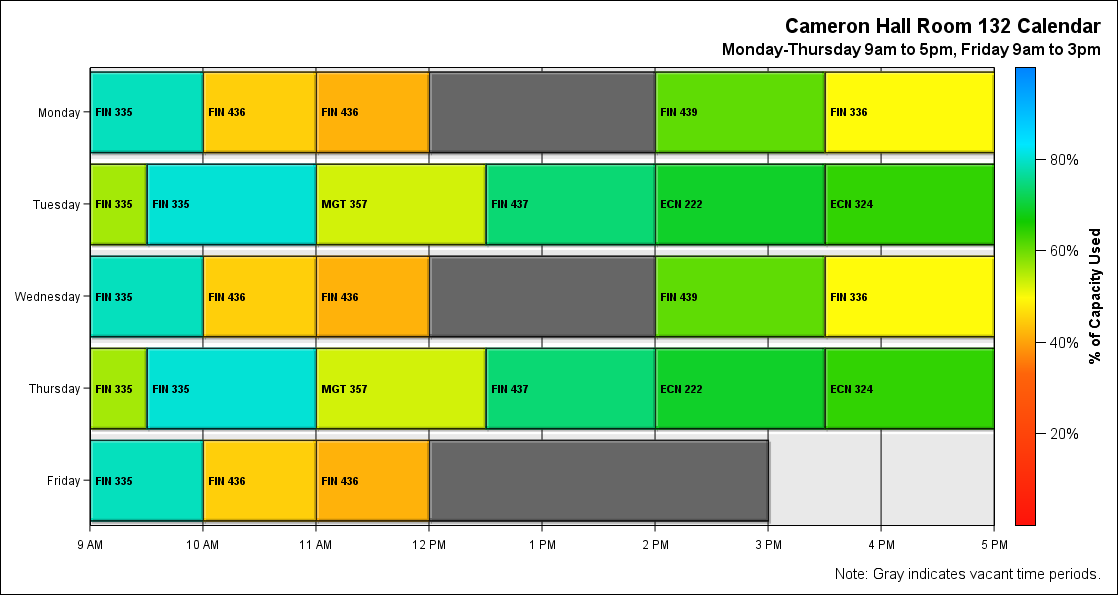 Cameron Hall Room 132 Calendar
Monday-Thursday 9am to 5pm, Friday 9am to 3pm
Monday
FIN 335
FIN 436
FIN 436
FIN 439
FIN 336
Tuesday
FIN 335
FIN 335
MGT 357
FIN 437
ECN 222
ECN 324
Wednesday
FIN 335
FIN 436
FIN 436
FIN 439
FIN 336
Thursday
FIN 335
FIN 335
MGT 357
FIN 437
ECN 222
ECN 324
Friday
FIN 335
FIN 436
FIN 436
9 AM
10 AM
11 AM
12 PM
1 PM
2 PM
3 PM
4 PM
5 PM
80%
60%
40%
20%
% of Capacity Used
Note: Gray indicates vacant time periods.